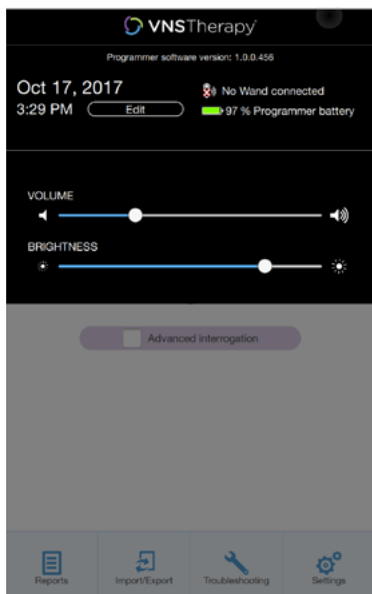 VNSTherapy
Programmer software version: 1.0.0.456
Oct 17, 2017
No Wand connected
3:29 PM Edit 97 % Programmer battery
VOLUME
BRIGHTNESS
Advanced interrogation
Reports Import/Export Troubleshooting Settings